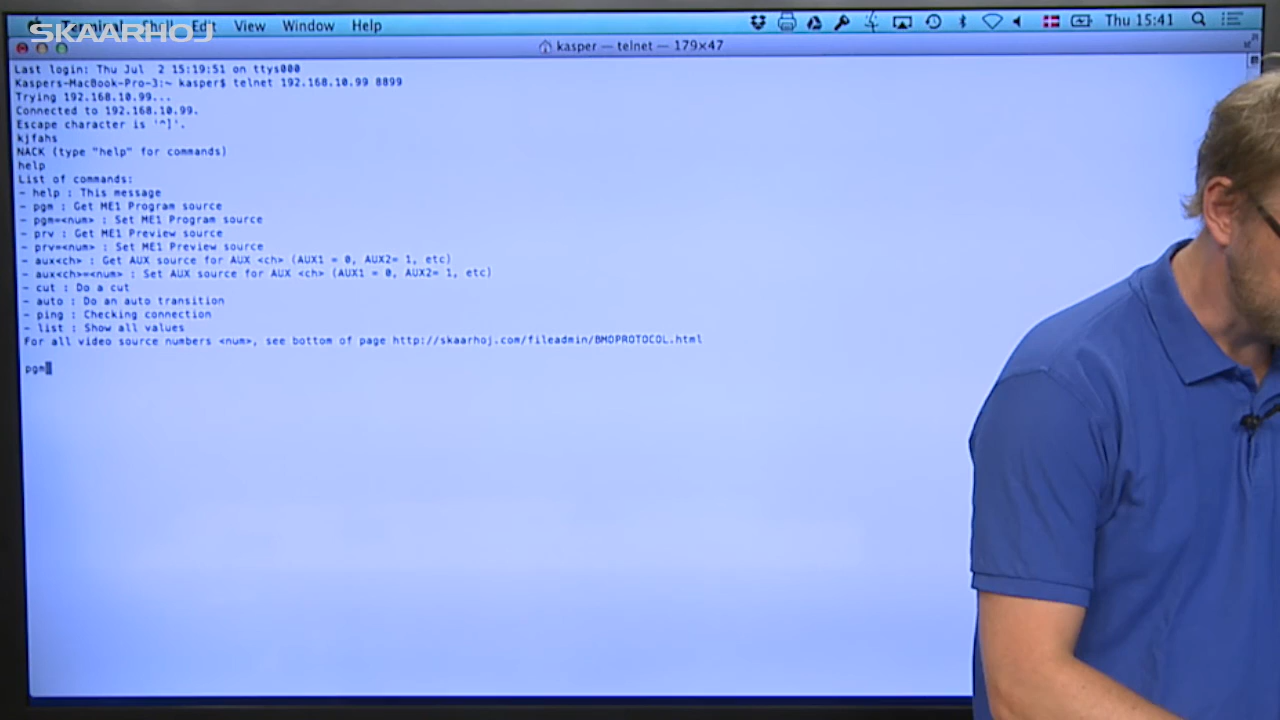 SKAARHOJ
Terminal Shell Edit View Window Help
Thu 15:41
kasper — telnet — 179×47
Last login: Thu Jul 2 15:19:51 on ttys000
Kaspers-MacBook-Pro-3:~ kasper$ telnet 192.168.10.99 8899
Trying 192.168.10.99...
Connected to 192.168.10.99.
Escape character is '^]'.
kjfahs
NACK (type "help" for commands)
help
List of commands:
- help : This message
- pgm : Get ME1 Program source
- pgm=<num> : Set ME1 Program source
- prv : Get ME1 Preview source
- prv=<num> : Set ME1 Preview source
- aux<ch> : Get AUX source for AUX <ch> (AUX1 = 0, AUX2= 1, etc)
- aux<ch>=<num> : Set AUX source for AUX <ch> (AUX1 = 0, AUX2= 1, etc)
- cut : Do a cut
- auto : Do an auto transition
- ping : Checking connection
- list : Show all values
For all video source numbers <num>, see bottom of page http://skaarhoj.com/fileadmin/BMDPROTOCOL.html
pgm